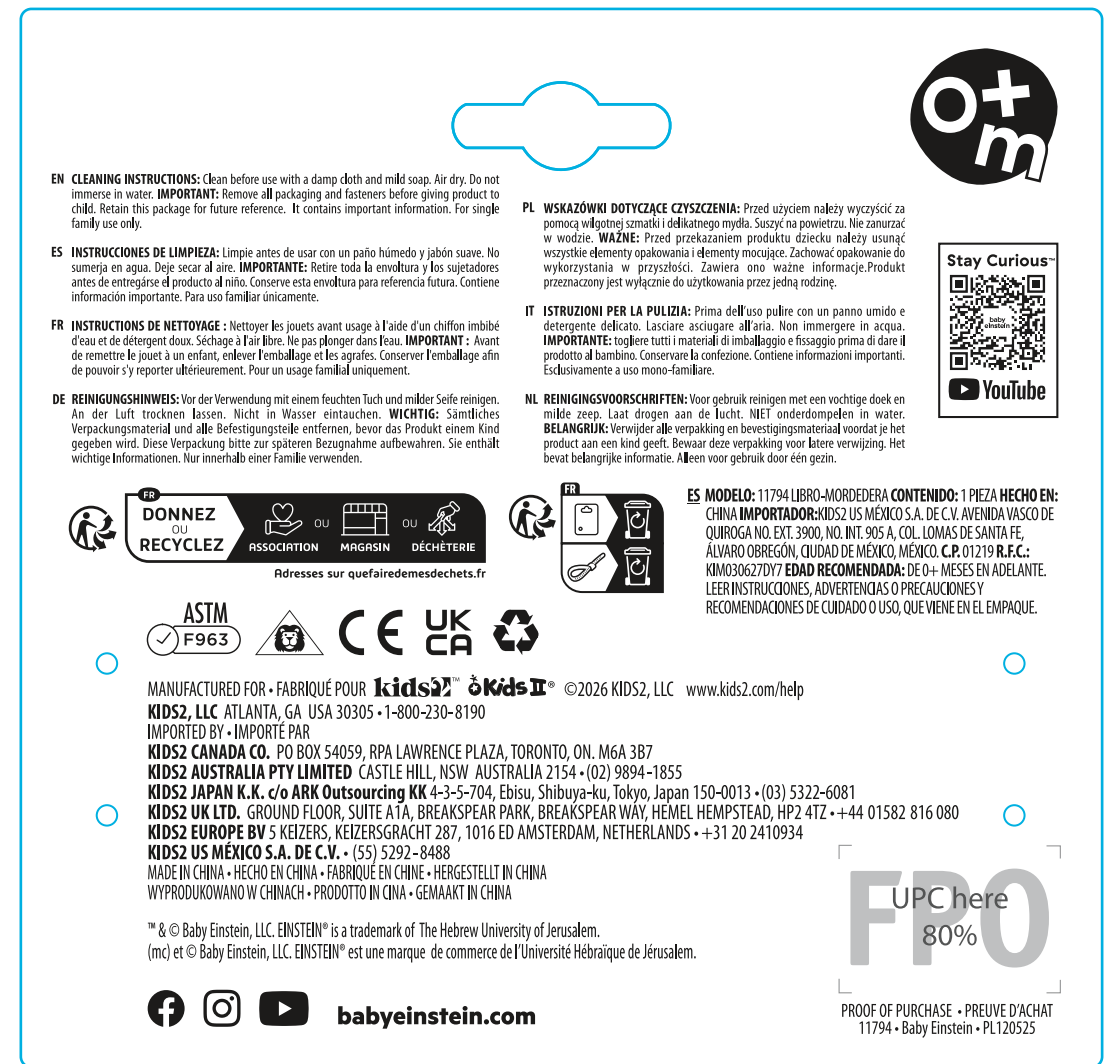 O+m
EN CLEANING INSTRUCTIONS: Clean before use with a damp cloth and mild soap. Air dry. Do not
immerse in water. IMPORTANT: Remove all packaging and fasteners before giving product to
child. Retain this package for future reference. It contains important information. For single
family use only.
ES INSTRUCCIONES DE LIMPIEZA: Limpie antes de usar con un paño húmedo y jabón suave. No
sumerja en agua. Deje secar al aire. IMPORTANTE: Retire toda la envoltura y los sujetadores
antes de entregárse el producto al niño. Conserve esta envoltura para referencia futura. Contiene
información importante. Para uso familiar únicamente.
FR INSTRUCTIONS DE NETTOYAGE : Nettoyer les jouets avant usage à l'aide d'un chiffon imbibé
d'eau et de détergent doux. Séchage à l'air libre. Ne pas plonger dans l'eau. IMPORTANT : Avant
de remettre le jouet à un enfant, enlever l'emballage et les agrafes. Conserver l'emballage afin
de pouvoir s'y reporter ultérieurement. Pour un usage familial uniquement.
DE REINIGUNGSHINWEIS: Vor der Verwendung mit einem feuchten Tuch und milder Seife reinigen.
An der Luft trocknen lassen. Nicht in Wasser eintauchen. WICHTIG: Sämtliches
Verpackungsmaterial und alle Befestigungsteile entfernen, bevor das Produkt einem Kind
gegeben wird. Diese Verpackung bitte zur späteren Bezugnahme aufbewahren. Sie enthält
wichtige Informationen. Nur innerhalb einer Familie verwenden.
PL WSKAZÓWKI DOTYCZĄCE CZYSZCZENIA: Przed użyciem należy wyczyścić za
pomocą wilgotnej szmatki i delikatnego mydła. Suszyć na powietrzu. Nie zanurzać
w wodzie. WAŻNE: Przed przekazaniem produktu dziecku należy usunąć
wszystkie elementy opakowania i elementy mocujące. Zachować opakowanie do
wykorzystania w przyszłości. Zawiera ono ważne informacje.Produkt
przeznaczony jest wyłącznie do użytkowania przez jedną rodzinę.
IT ISTRUZIONI PER LA PULIZIA: Prima dell'uso pulire con un panno umido e
detergente delicato. Lasciare asciugare all'aria. Non immergere in acqua.
IMPORTANTE: togliere tutti i materiali di imballaggio e fissaggio prima di dare il
prodotto al bambino. Conservare la confezione. Contiene informazioni importanti.
Esclusivamente a uso mono-familiare.
NL REINIGINGSVOORSCHRIFTEN: Voor gebruik reinigen met een vochtige doek en
milde zeep. Laat drogen aan de lucht. NIET onderdompelen in water.
BELANGRIJK: Verwijder alle verpakking en bevestigingsmateriaal voordat je het
product aan een kind geeft. Bewaar deze verpakking voor latere verwijzing. Het
bevat belangrijke informatie. Alleen voor gebruik door één gezin.
Stay Curious™
baby
einstein
YouTube
FR
DONNEZ
OU
RECYCLEZ
ASSOCIATION OU MAGASIN OU DÉCHÈTERIE
Adresses sur quefairedemesdechets.fr
FR
ES MODELO: 11794 LIBRO-MORDEDERA CONTENIDO: 1 PIEZA HECHO EN:
CHINA IMPORTADOR:KIDS2 US MÉXICO S.A. DE C.V. AVENIDA VASCO DE
QUIROGA NO. EXT. 3900, NO. INT. 905 A, COL. LOMAS DE SANTA FE,
ÁLVARO OBREGÓN, CIUDAD DE MÉXICO, MÉXICO. C.P. 01219 R.F.C.:
KIM030627DY7 EDAD RECOMENDADA: DE 0+ MESES EN ADELANTE.
LEER INSTRUCCIONES, ADVERTENCIAS O PRECAUCIONES Y
RECOMENDACIONES DE CUIDADO O USO, QUE VIENE EN EL EMPAQUE.
ASTM
F963
CE
UK
CA
MANUFACTURED FOR • FABRIQUÉ POUR kids2™ Kids II® ©2026 KIDS2, LLC www.kids2.com/help
KIDS2, LLC ATLANTA, GA USA 30305 • 1-800-230-8190
IMPORTED BY • IMPORTÉ PAR
KIDS2 CANADA CO. PO BOX 54059, RPA LAWRENCE PLAZA, TORONTO, ON. M6A 3B7
KIDS2 AUSTRALIA PTY LIMITED CASTLE HILL, NSW AUSTRALIA 2154 • (02) 9894-1855
KIDS2 JAPAN K.K. c/o ARK Outsourcing KK 4-3-5-704, Ebisu, Shibuya-ku, Tokyo, Japan 150-0013 • (03) 5322-6081
KIDS2 UK LTD. GROUND FLOOR, SUITE A1A, BREAKSPEAR PARK, BREAKSPEAR WAY, HEMEL HEMPSTEAD, HP2 4TZ • +44 01582 816 080
KIDS2 EUROPE BV 5 KEIZERS, KEIZERSGRACHT 287, 1016 ED AMSTERDAM, NETHERLANDS • +31 20 2410934
KIDS2 US MÉXICO S.A. DE C.V. • (55) 5292-8488
MADE IN CHINA • HECHO EN CHINA • FABRIQUÉ EN CHINE • HERGESTELLT IN CHINA
WYPRODUKOWANO W CHINACH • PRODOTTO IN CINA • GEMAAKT IN CHINA
™ & © Baby Einstein, LLC. EINSTEIN® is a trademark of The Hebrew University of Jerusalem.
(mc) et © Baby Einstein, LLC. EINSTEIN® est une marque de commerce de l'Université Hébraïque de Jérusalem.
babyeinstein.com
FPO
UPC here
80%
PROOF OF PURCHASE • PREUVE D'ACHAT
11794 • Baby Einstein • PL120525